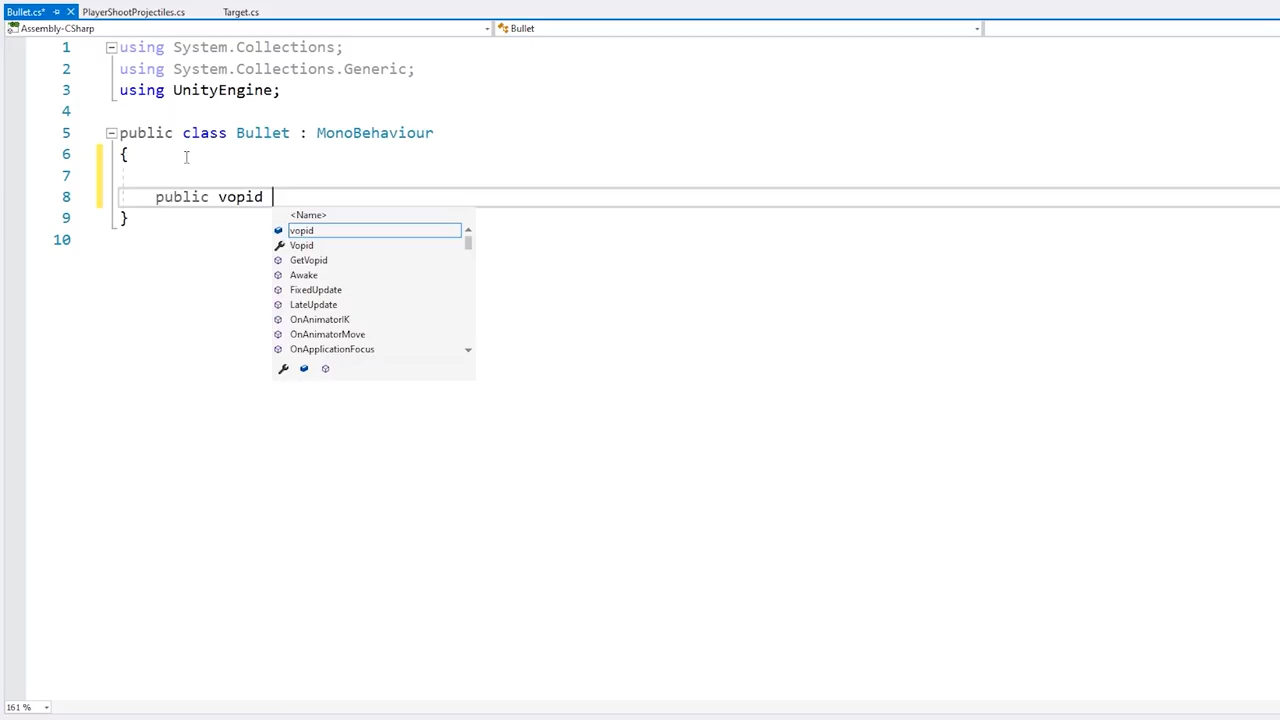 Bullet.cs*
PlayerShootProjectiles.cs
Target.cs
Assembly-CSharp
Bullet
1 using System.Collections;
2 using System.Collections.Generic;
3 using UnityEngine;
4
5 public class Bullet : MonoBehaviour
6 {
7
8 public vopid
9 }
10
<Name>
vopid
Vopid
GetVopid
Awake
FixedUpdate
LateUpdate
OnAnimatorIK
OnAnimatorMove
OnApplicationFocus
161 %